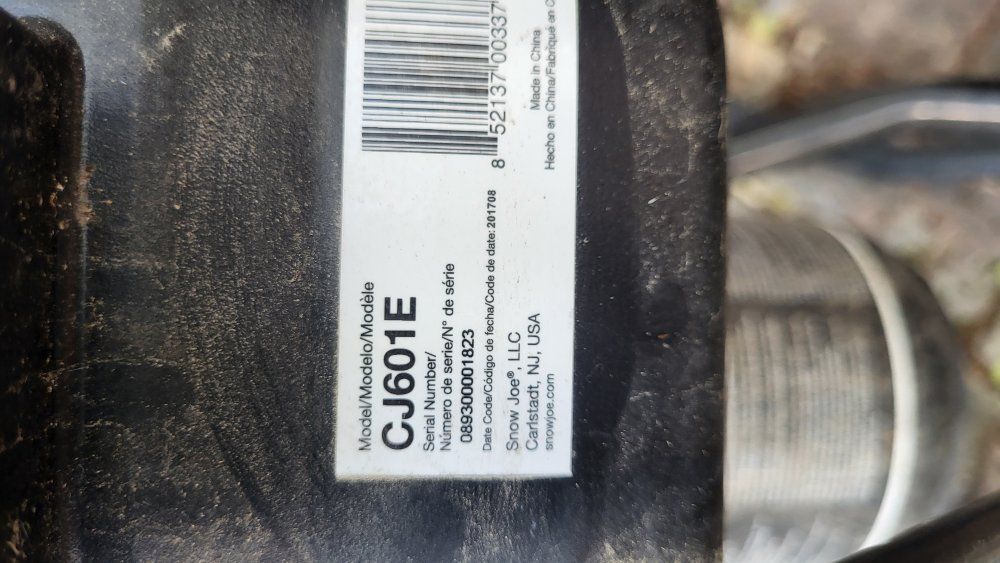 Model/Modelo/Modèle
CJ601E
Serial Number/
Número de serie/N° de série
089300001823
Date Code/Código de fecha/Code de date: 201708
Snow Joe®, LLC
Carlstadt, NJ, USA
snowjoe.com
8 52137 00337
Made in China
Hecho en China/Fabriqué en